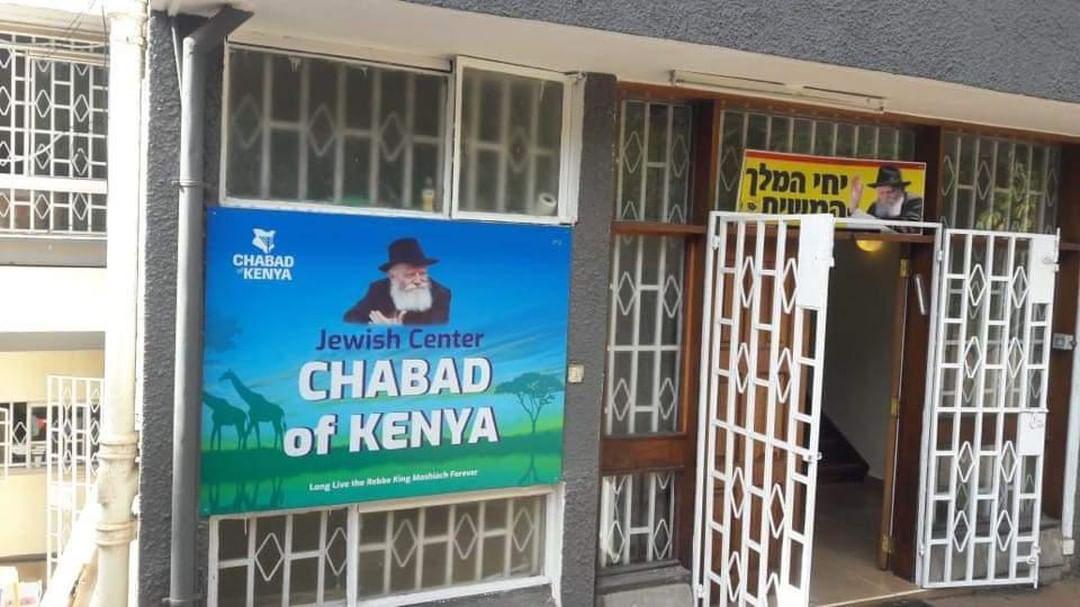 CHABAD
of KENYA
Jewish Center
CHABAD
of KENYA
Long Live the Rebbe King Moshiach Forever
יחי המלך
המשיח